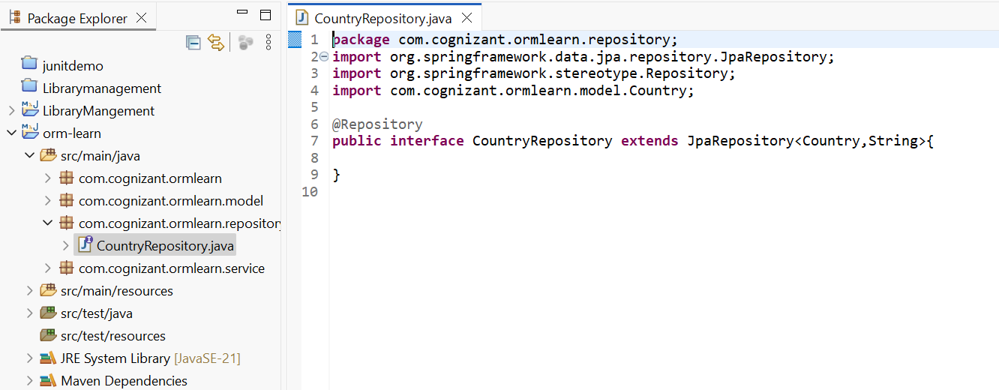 Package Explorer
junitdemo
Librarymanagement
LibraryMangement
orm-learn
src/main/java
com.cognizant.ormlearn
com.cognizant.ormlearn.model
com.cognizant.ormlearn.repository
CountryRepository.java
com.cognizant.ormlearn.service
src/main/resources
src/test/java
src/test/resources
JRE System Library [JavaSE-21]
Maven Dependencies
CountryRepository.java
1 package com.cognizant.ormlearn.repository;
2 import org.springframework.data.jpa.repository.JpaRepository;
3 import org.springframework.stereotype.Repository;
4 import com.cognizant.ormlearn.model.Country;
5
6 @Repository
7 public interface CountryRepository extends JpaRepository<Country,String>{
8
9 }
10